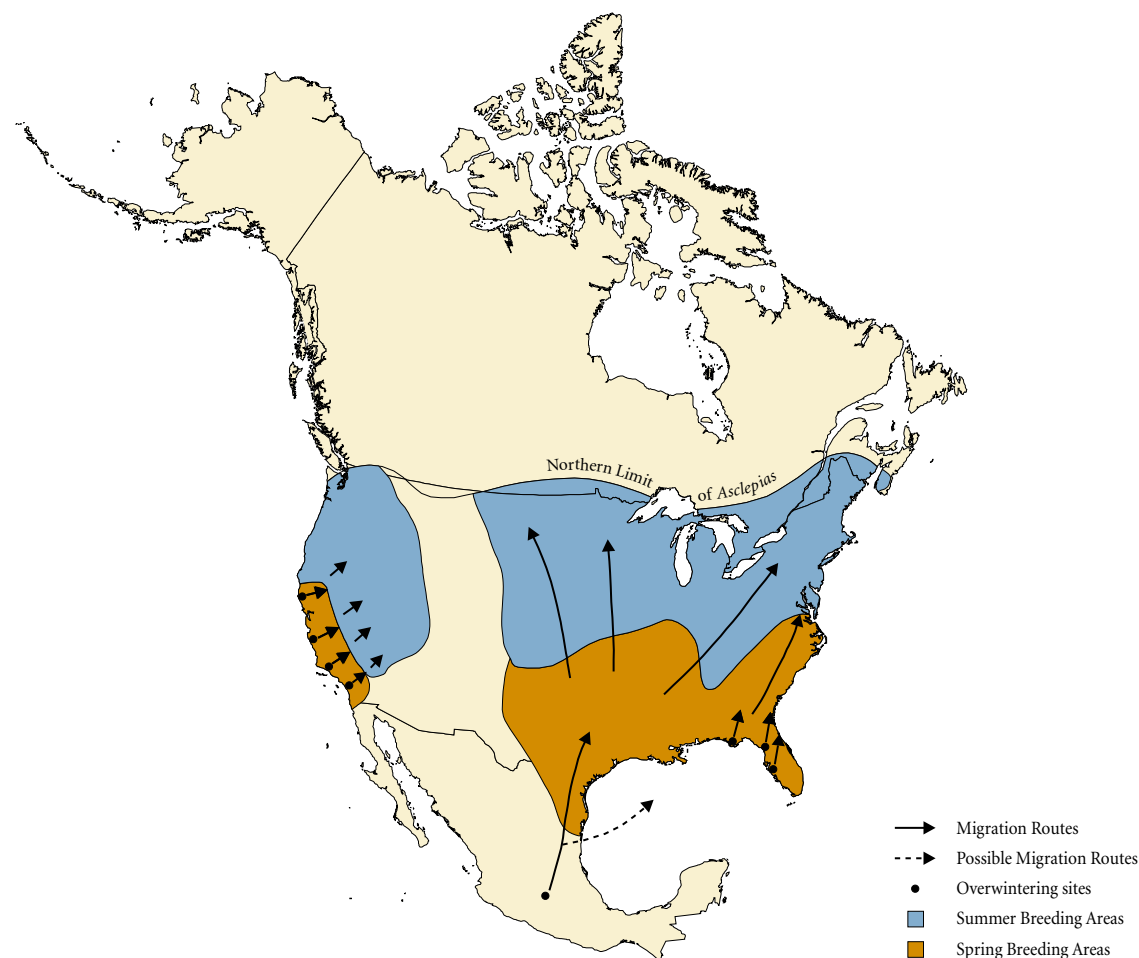 Northern Limit
of Asclepias
Migration Routes
Possible Migration Routes
Overwintering sites
Summer Breeding Areas
Spring Breeding Areas